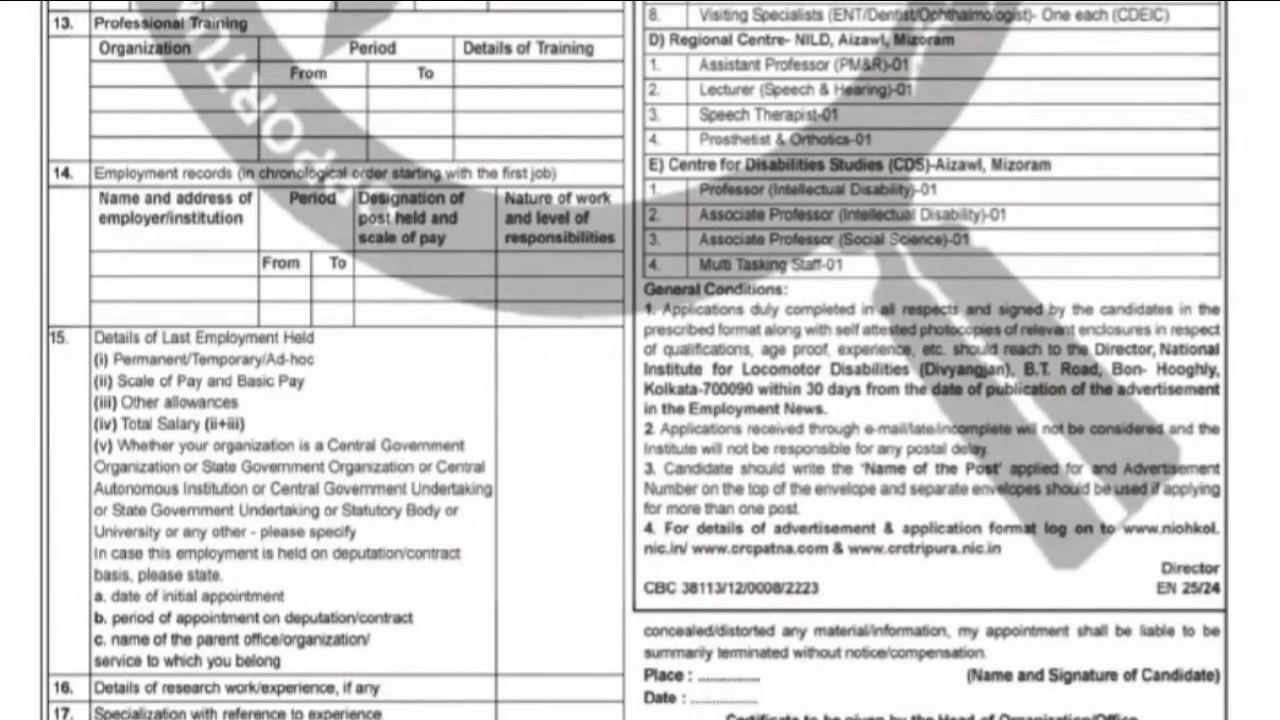 13. Professional Training
Organization Period Details of Training
From To
14. Employment records (in chronological order starting with the first job)
Name and address of employer/institution Period Designation of post held and scale of pay Nature of work and level of responsibilities
From To
15. Details of Last Employment Held
(i) Permanent/Temporary/Ad-hoc
(ii) Scale of Pay and Basic Pay
(iii) Other allowances
(iv) Total Salary (ii+iii)
(v) Whether your organization is a Central Government
Organization or State Government Organization or Central
Autonomous Institution or Central Government Undertaking
or State Government Undertaking or Statutory Body or
University or any other - please specify
In case this employment is held on deputation/contract
basis, please state.
a. date of initial appointment
b. period of appointment on deputation/contract
c. name of the parent office/organization/
service to which you belong
16. Details of research work/experience, if any
17. Specialization with reference to experience
8. Visiting Specialists (ENT/Dentist/Ophthalmologist)- One each (CDEIC)
D) Regional Centre- NILD, Aizawl, Mizoram
1. Assistant Professor (PM&R)-01
2. Lecturer (Speech & Hearing)-01
3. Speech Therapist-01
4. Prosthetist & Orthotics-01
E) Centre for Disabilities Studies (CDS)-Aizawl, Mizoram
1. Professor (Intellectual Disability)-01
2. Associate Professor (Intellectual Disability)-01
3. Associate Professor (Social Science)-01
4. Multi Tasking Staff-01
General Conditions:
1. Applications duly completed in all respects and signed by the candidates in the
prescribed format along with self attested photocopies of relevant enclosures in respect
of qualifications, age proof, experience, etc. should reach to the Director, National
Institute for Locomotor Disabilities (Divyangjan), B.T. Road, Bon- Hooghly,
Kolkata-700090 within 30 days from the date of publication of the advertisement
in the Employment News.
2. Applications received through e-mail/late/incomplete will not be considered and the
Institute will not be responsible for any postal delay.
3. Candidate should write the 'Name of the Post' applied for and Advertisement
Number on the top of the envelope and separate envelopes should be used if applying
for more than one post.
4. For details of advertisement & application format log on to www.niohkol.
nic.in/ www.crcpatna.com & www.crctripura.nic.in
Director
CBC 38113/12/0008/2223 EN 25/24
concealed/distorted any material/information, my appointment shall be liable to be
summarily terminated without notice/compensation.
Place : .............. (Name and Signature of Candidate)
Date : ...............
Certificate to be given by the Head of Organization/Office